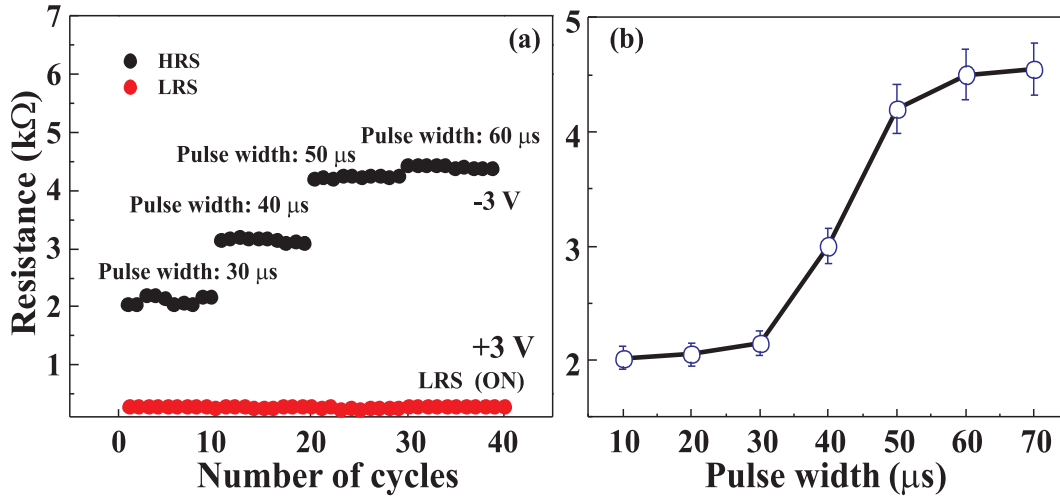 (a)
HRS
LRS
Pulse width: 60 μs
Pulse width: 50 μs
-3 V
Pulse width: 40 μs
Pulse width: 30 μs
+3 V
LRS (ON)
7
6
5
4
3
2
1
Resistance (kΩ)
0
10
20
30
40
Number of cycles
(b)
5
4
3
2
10
20
30
40
50
60
70
Pulse width (μs)